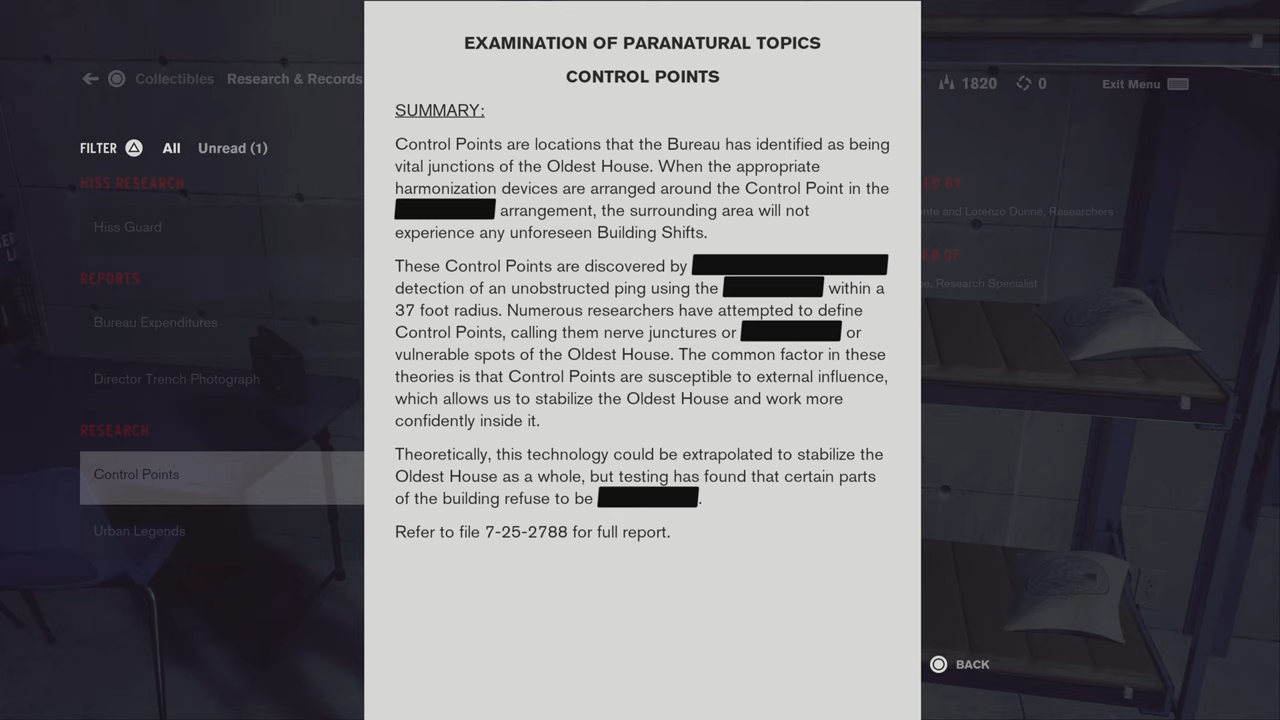 EXAMINATION OF PARANATURAL TOPICS
CONTROL POINTS
Collectibles Research & Records
1820 0 Exit Menu
SUMMARY:
Control Points are locations that the Bureau has identified as being
vital junctions of the Oldest House. When the appropriate
harmonization devices are arranged around the Control Point in the
arrangement, the surrounding area will not
experience any unforeseen Building Shifts.
These Control Points are discovered by
detection of an unobstructed ping using the within a
37 foot radius. Numerous researchers have attempted to define
Control Points, calling them nerve junctures or or
vulnerable spots of the Oldest House. The common factor in these
theories is that Control Points are susceptible to external influence,
which allows us to stabilize the Oldest House and work more
confidently inside it.
Theoretically, this technology could be extrapolated to stabilize the
Oldest House as a whole, but testing has found that certain parts
of the building refuse to be .
Refer to file 7-25-2788 for full report.
FILTER All Unread (1)
HISS RESEARCH
Hiss Guard
REPORTS
Bureau Expenditures
Director Trench Photograph
RESEARCH
Control Points
Urban Legends
and Lorenzo Dunne, Researchers
Research Specialist
BACK